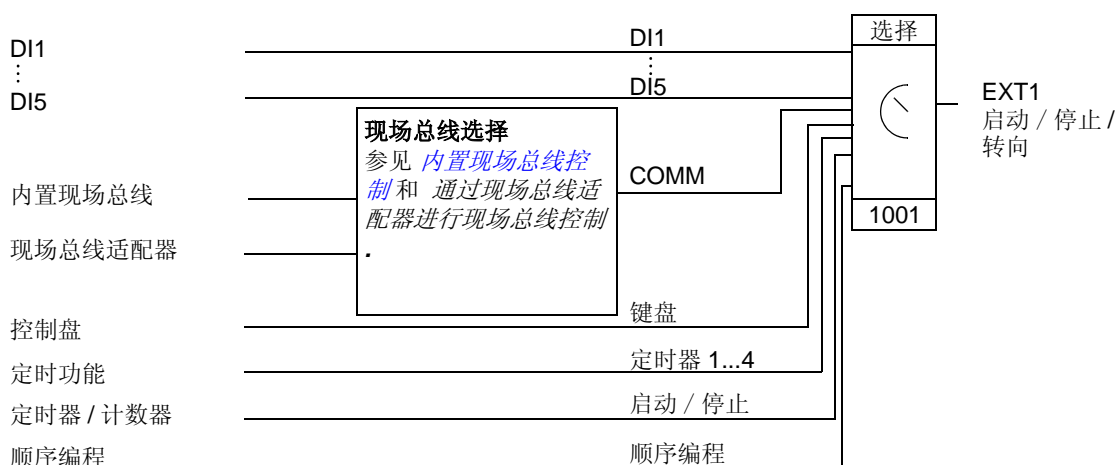 DI1
⋮
DI5
内置现场总线
现场总线适配器
控制盘
定时功能
定时器 / 计数器
顺序编程
现场总线选择
参见 内置现场总线控
制 和 通过现场总线适
配器进行现场总线控制
.
DI1
⋮
DI5
COMM
键盘
定时器 1...4
启动 / 停止
顺序编程
选择
1001
EXT1
启动 / 停止 /
转向